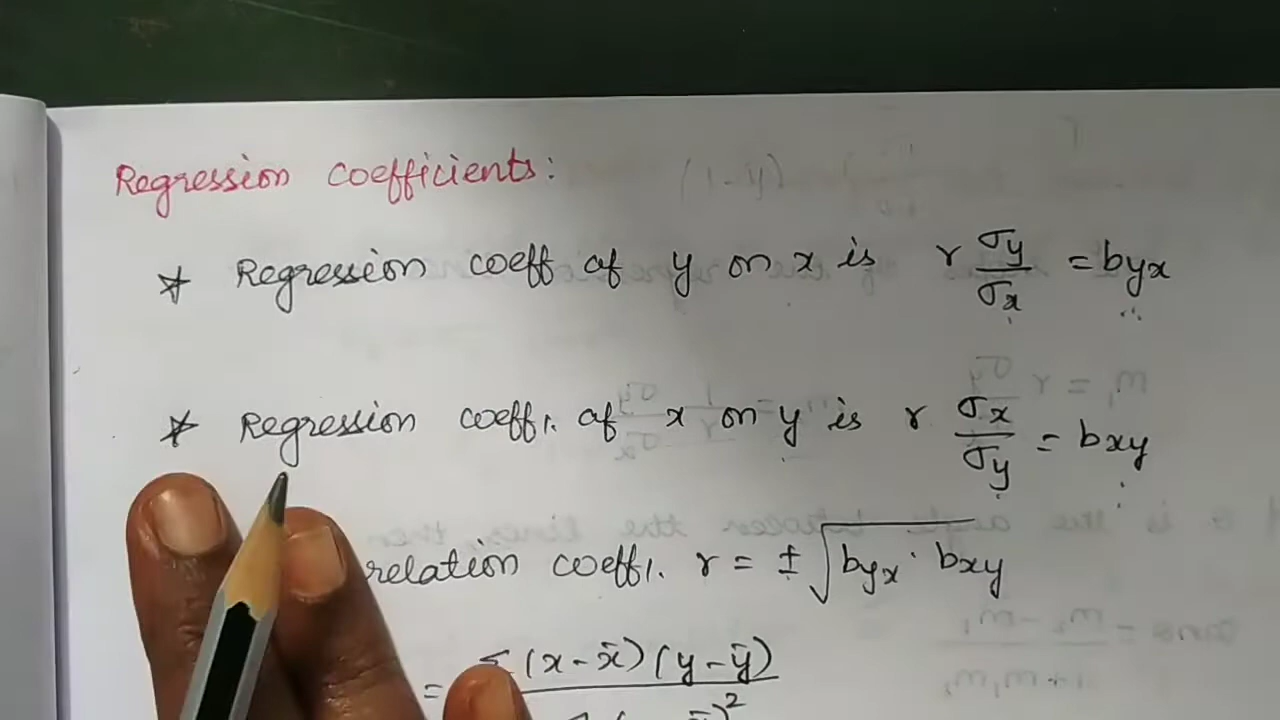 Regression coefficients:
* Regression coeff of y on x is r σy/σx = byx
* Regression coeff. of x on y is r σx/σy = bxy
relation coeff. r = ± √(byx · bxy)
= (x - x̄)(y - ȳ)
)²